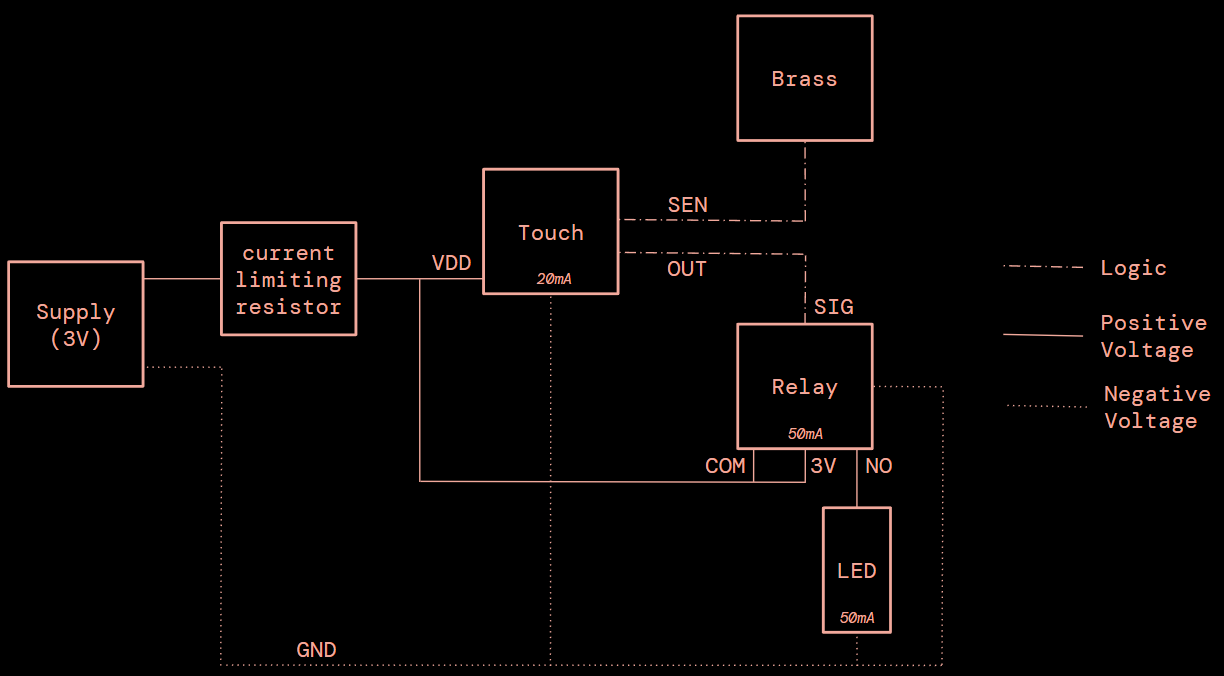 Brass
SEN
Touch
20mA
VDD
OUT
current
limiting
resistor
Supply
(3V)
SIG
Relay
50mA
COM
3V
NO
LED
50mA
GND
Logic
Positive
Voltage
Negative
Voltage